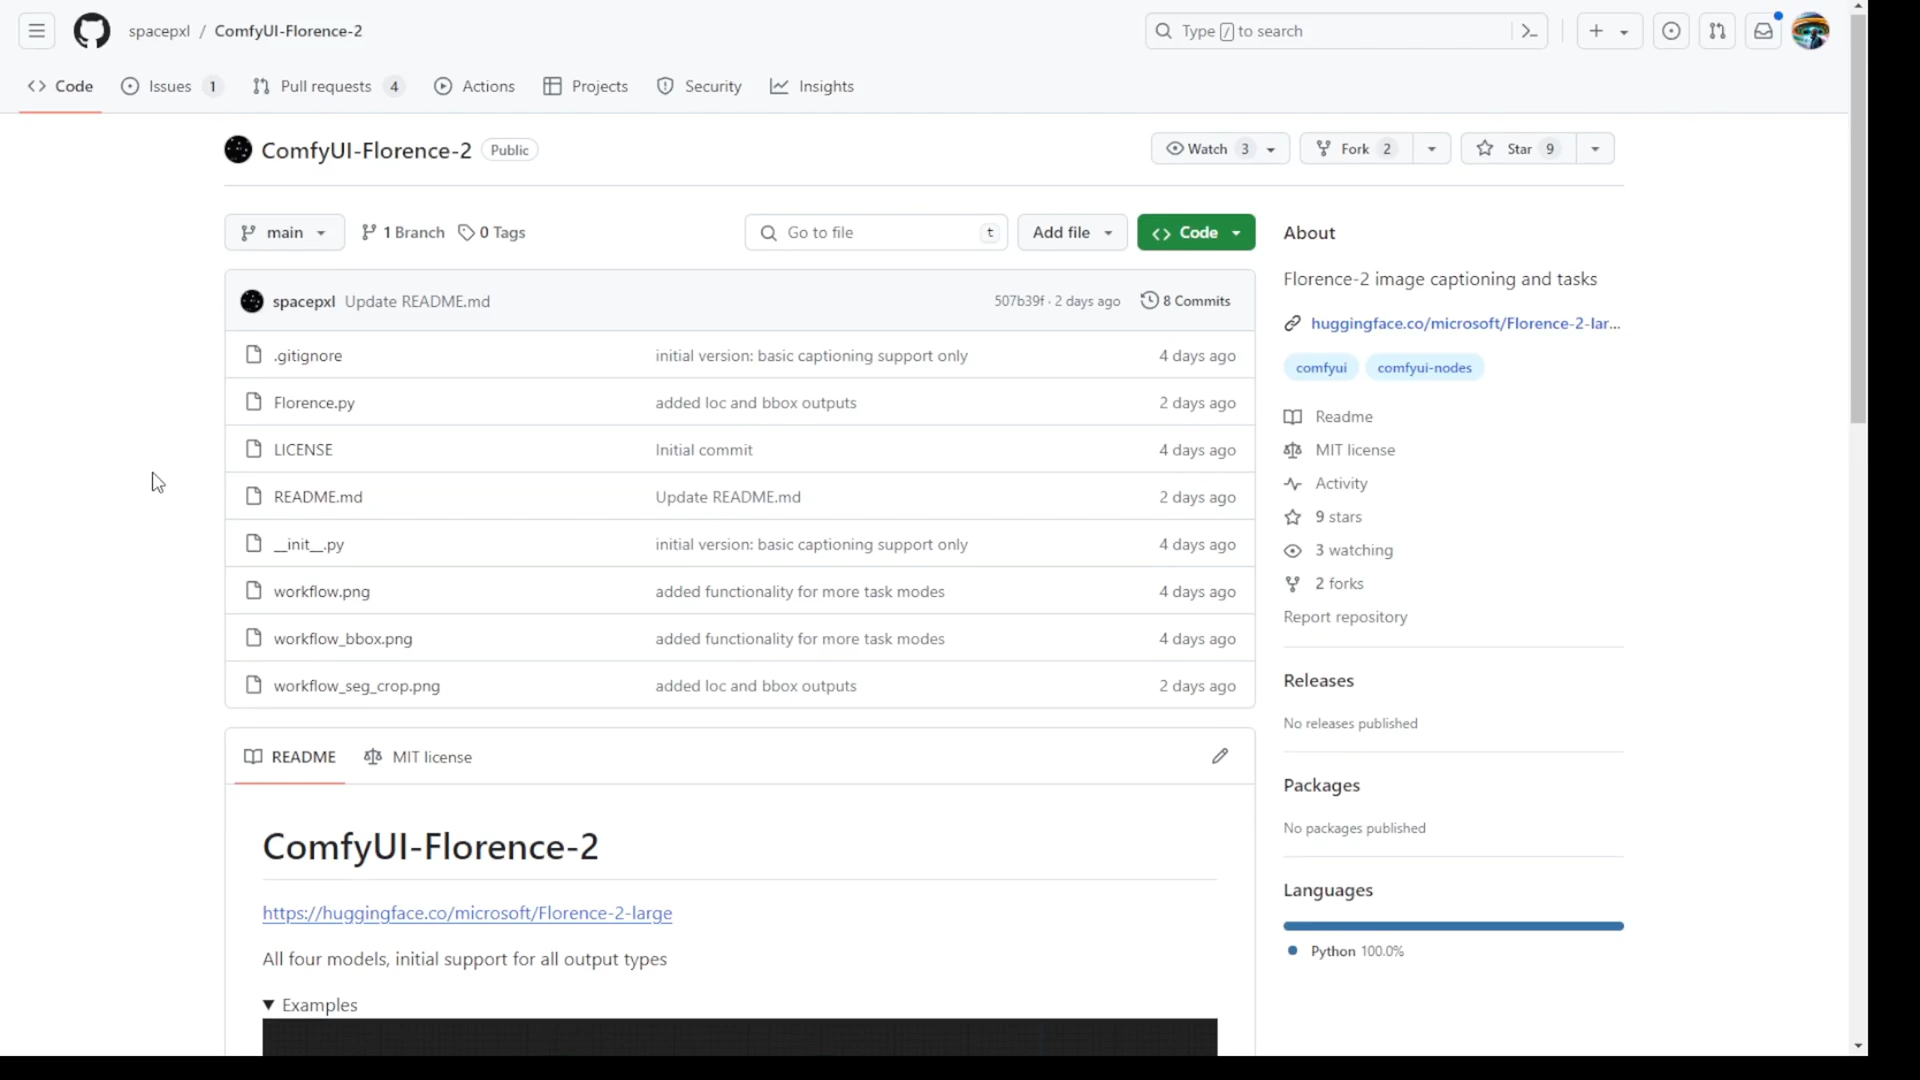 spacepxl / ComfyUI-Florence-2
Type / to search
Code
Issues 1
Pull requests 4
Actions
Projects
Security
Insights
ComfyUI-Florence-2 Public
Watch 3
Fork 2
Star 9
main
1 Branch
0 Tags
Go to file t
Add file
Code
spacepxl Update README.md 507b39f · 2 days ago 8 Commits
.gitignore initial version: basic captioning support only 4 days ago
Florence.py added loc and bbox outputs 2 days ago
LICENSE Initial commit 4 days ago
README.md Update README.md 2 days ago
__init__.py initial version: basic captioning support only 4 days ago
workflow.png added functionality for more task modes 4 days ago
workflow_bbox.png added functionality for more task modes 4 days ago
workflow_seg_crop.png added loc and bbox outputs 2 days ago
README
MIT license
ComfyUI-Florence-2
https://huggingface.co/microsoft/Florence-2-large
All four models, initial support for all output types
Examples
About
Florence-2 image captioning and tasks
huggingface.co/microsoft/Florence-2-lar...
comfyui comfyui-nodes
Readme
MIT license
Activity
9 stars
3 watching
2 forks
Report repository
Releases
No releases published
Packages
No packages published
Languages
Python 100.0%